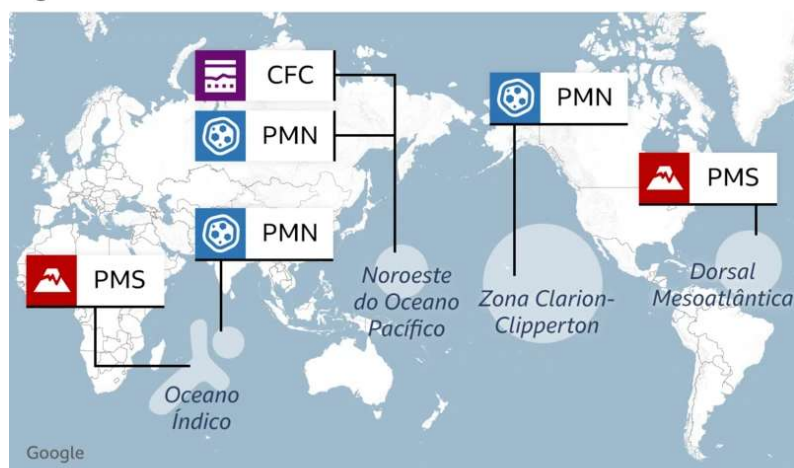 CFC
PMN
PMN
PMS
PMN
PMS
Noroeste
do Oceano
Pacífico
Zona Clarion-
Clipperton
Dorsal
Mesoatlântica
Oceano
Índico
Google